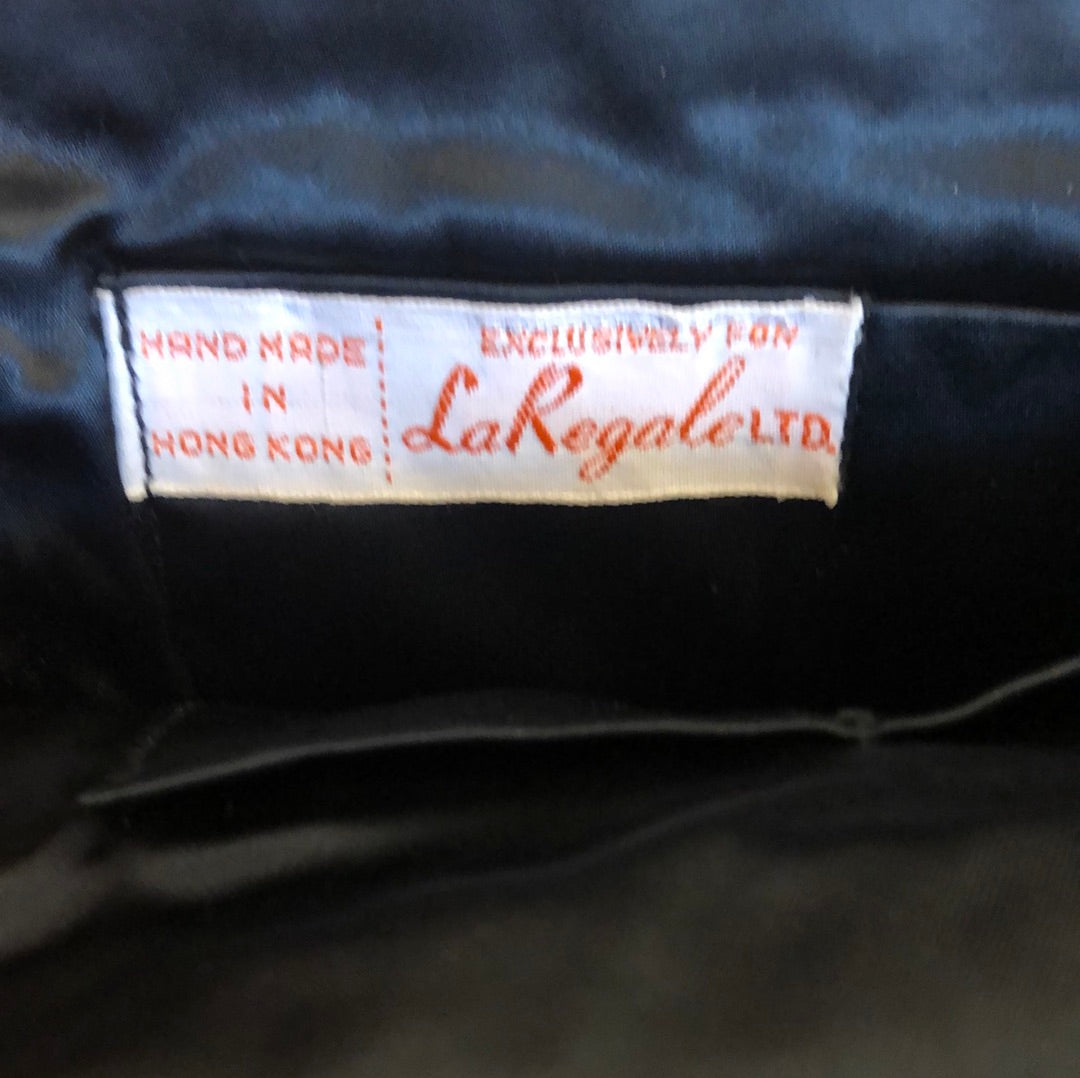 HAND MADE
IN
HONG KONG
EXCLUSIVELY FOR
LaRegale LTD.